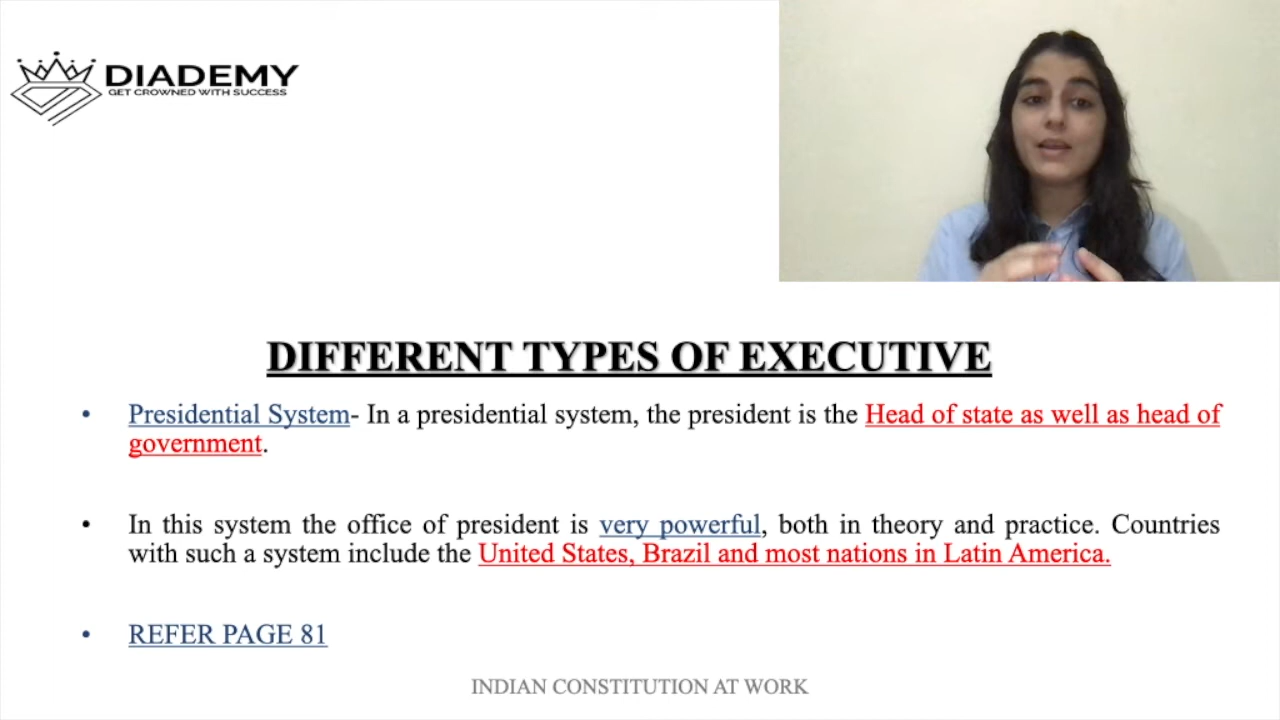 DIADEMY
GET CROWNED WITH SUCCESS
DIFFERENT TYPES OF EXECUTIVE
• Presidential System- In a presidential system, the president is the Head of state as well as head of
government.
• In this system the office of president is very powerful, both in theory and practice. Countries
with such a system include the United States, Brazil and most nations in Latin America.
• REFER PAGE 81
INDIAN CONSTITUTION AT WORK